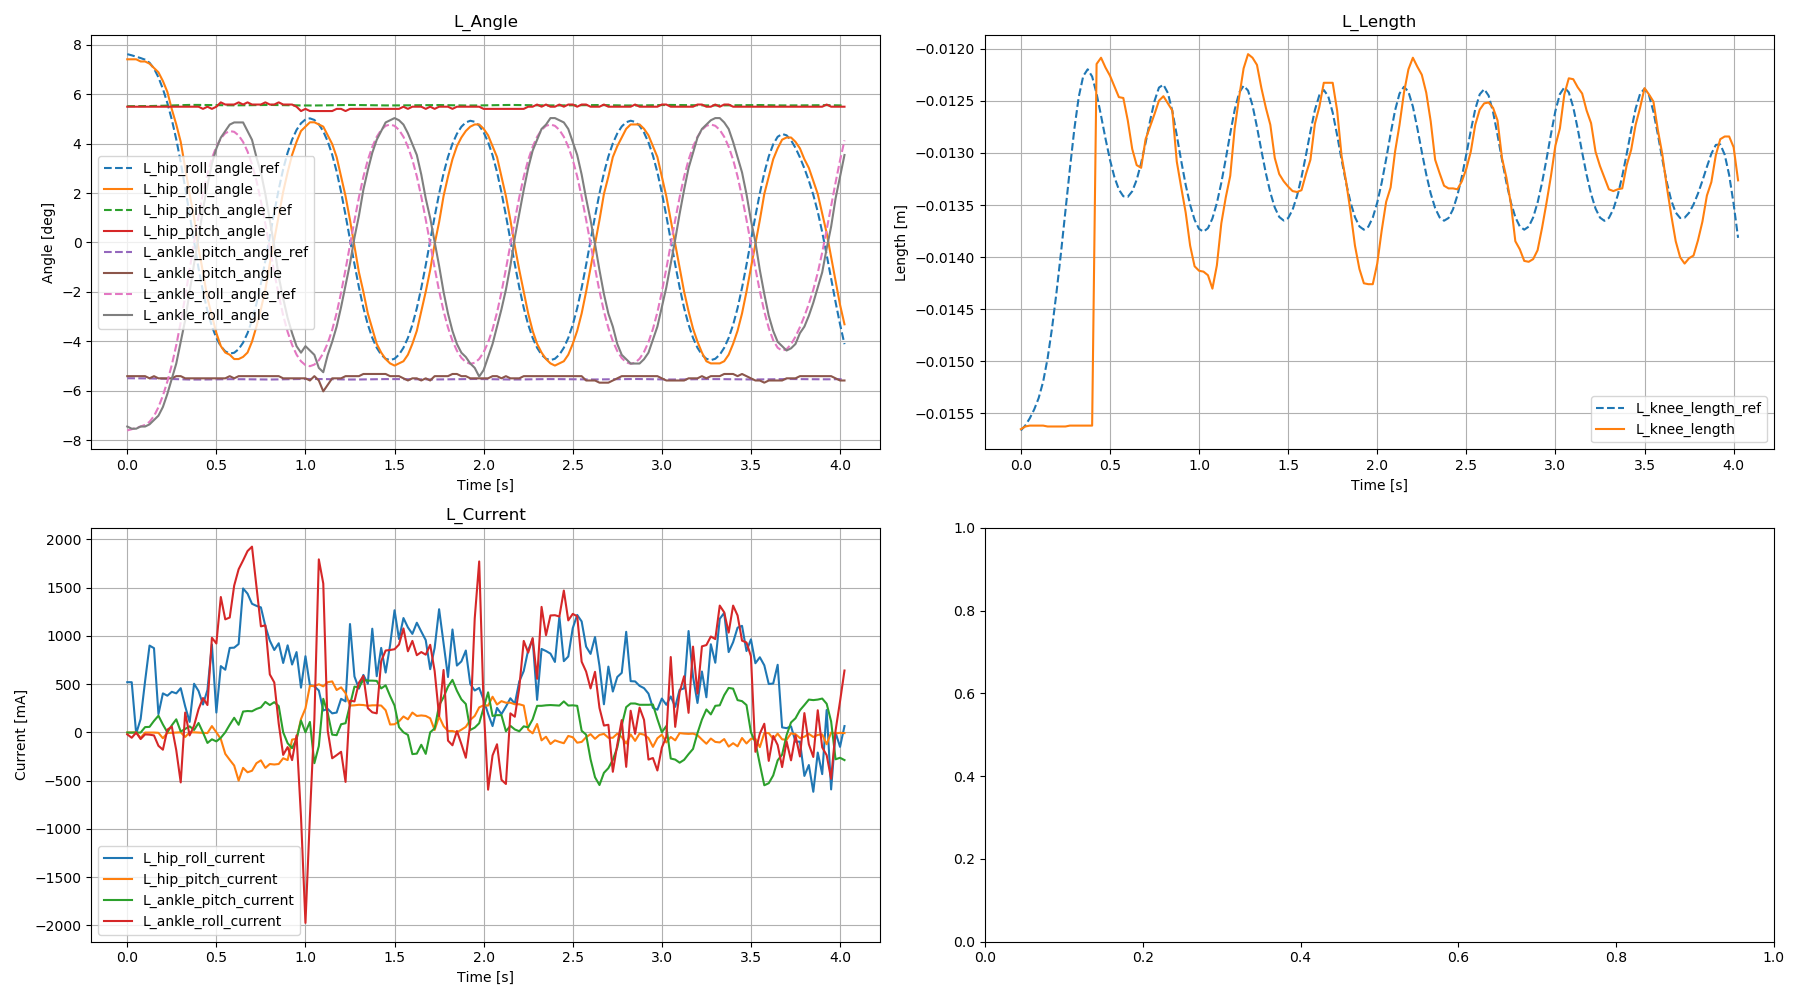 L_Angle
8
6
4
2
0
−2
−4
−6
−8
Angle [deg]
L_hip_roll_angle_ref
L_hip_roll_angle
L_hip_pitch_angle_ref
L_hip_pitch_angle
L_ankle_pitch_angle_ref
L_ankle_pitch_angle
L_ankle_roll_angle_ref
L_ankle_roll_angle
0.0 0.5 1.0 1.5 2.0 2.5 3.0 3.5 4.0
Time [s]
L_Length
−0.0120
−0.0125
−0.0130
−0.0135
−0.0140
−0.0145
−0.0150
−0.0155
Length [m]
L_knee_length_ref
L_knee_length
0.0 0.5 1.0 1.5 2.0 2.5 3.0 3.5 4.0
Time [s]
L_Current
2000
1500
1000
500
0
−500
−1000
−1500
−2000
Current [mA]
L_hip_roll_current
L_hip_pitch_current
L_ankle_pitch_current
L_ankle_roll_current
0.0 0.5 1.0 1.5 2.0 2.5 3.0 3.5 4.0
Time [s]
1.0
0.8
0.6
0.4
0.2
0.0
0.0 0.2 0.4 0.6 0.8 1.0